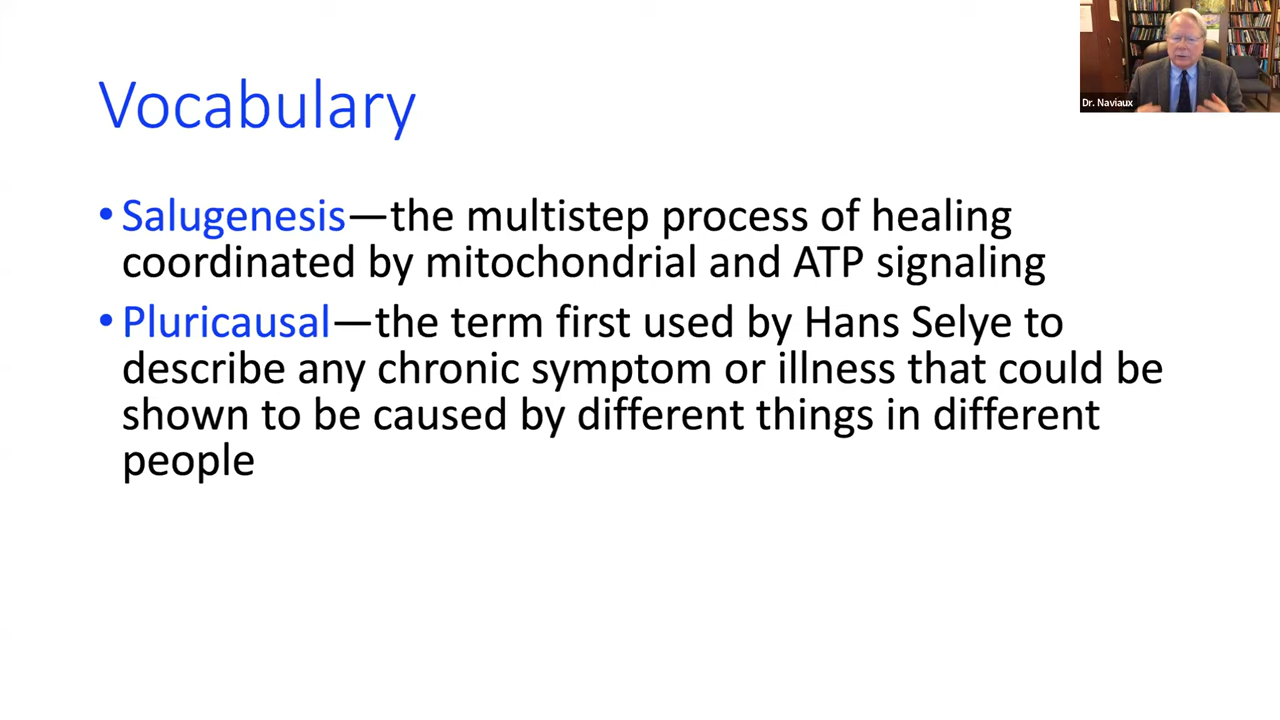 Vocabulary
•Salugenesis—the multistep process of healing
coordinated by mitochondrial and ATP signaling
•Pluricausal—the term first used by Hans Selye to
describe any chronic symptom or illness that could be
shown to be caused by different things in different
people
Dr. Naviaux